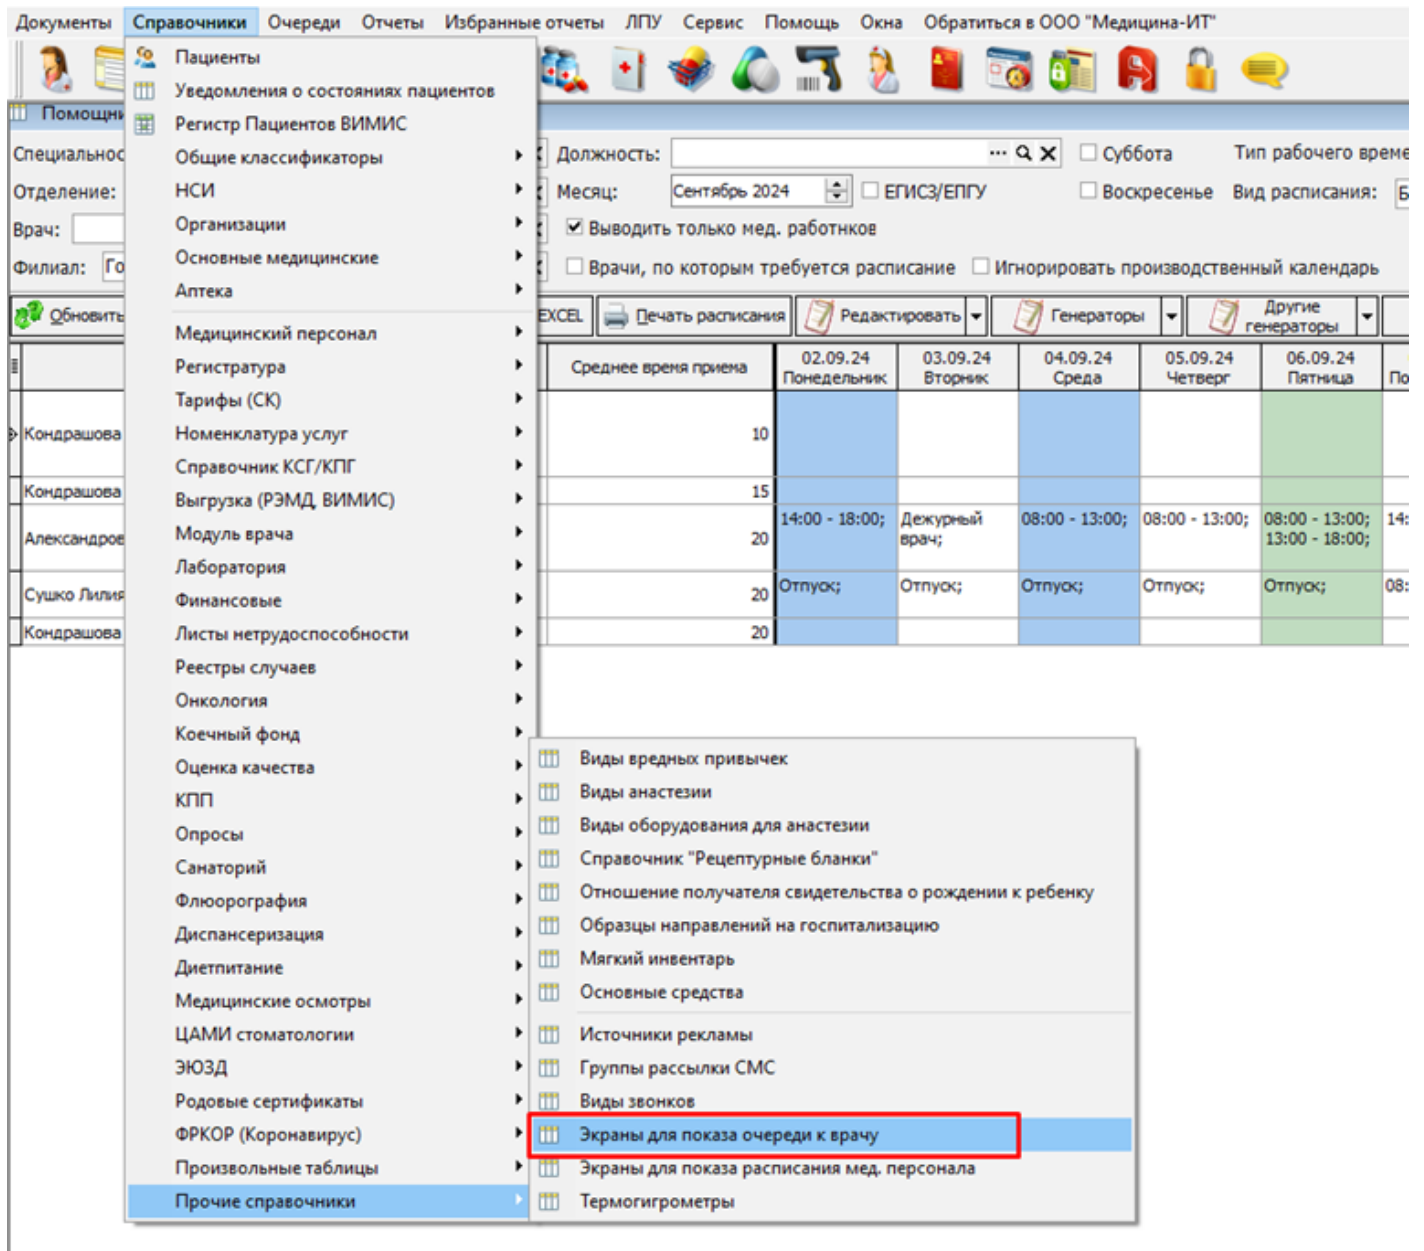 Документы Справочники Очереди Отчеты Избранные отчеты ЛПУ Сервис Помощь Окна Обратиться в ООО "Медицина-ИТ"
Пациенты
Уведомления о состояниях пациентов
Регистр Пациентов ВИМИС
Общие классификаторы
НСИ
Организации
Основные медицинские
Аптека
Медицинский персонал
Регистратура
Тарифы (СК)
Номенклатура услуг
Справочник КСГ/КПГ
Выгрузка (РЭМД, ВИМИС)
Модуль врача
Лаборатория
Финансовые
Листы нетрудоспособности
Реестры случаев
Онкология
Коечный фонд
Оценка качества
КПП
Опросы
Санаторий
Флюорография
Диспансеризация
Диетпитание
Медицинские осмотры
ЦАМИ стоматологии
ЭЮЗД
Родовые сертификаты
ФРКОР (Коронавирус)
Произвольные таблицы
Прочие справочники
Виды вредных привычек
Виды анастезии
Виды оборудования для анастезии
Справочник "Рецептурные бланки"
Отношение получателя свидетельства о рождении к ребенку
Образцы направлений на госпитализацию
Мягкий инвентарь
Основные средства
Источники рекламы
Группы рассылки СМС
Виды звонков
Экраны для показа очереди к врачу
Экраны для показа расписания мед. персонала
Термогигрометры
Помощни
Специальнос Должность: ... Суббота Тип рабочего време
Отделение: Месяц: Сентябрь 2024 ЕГИСЗ/ЕПГУ Воскресенье Вид расписания: Б
Врач: Выводить только мед. работнков
Филиал: Го Врачи, по которым требуется расписание Игнорировать производственный календарь
Обновить EXCEL Печать расписания Редактировать Генераторы Другие генераторы
Среднее время приема 02.09.24 Понедельник 03.09.24 Вторник 04.09.24 Среда 05.09.24 Четверг 06.09.24 Пятница По
Кондрашова 10
Кондрашова 15
Александров 20 14:00 - 18:00; Дежурный врач; 08:00 - 13:00; 08:00 - 13:00; 08:00 - 13:00; 13:00 - 18:00; 14:
Сушко Лилия 20 Отпуск; Отпуск; Отпуск; Отпуск; Отпуск; 08:
Кондрашова 20